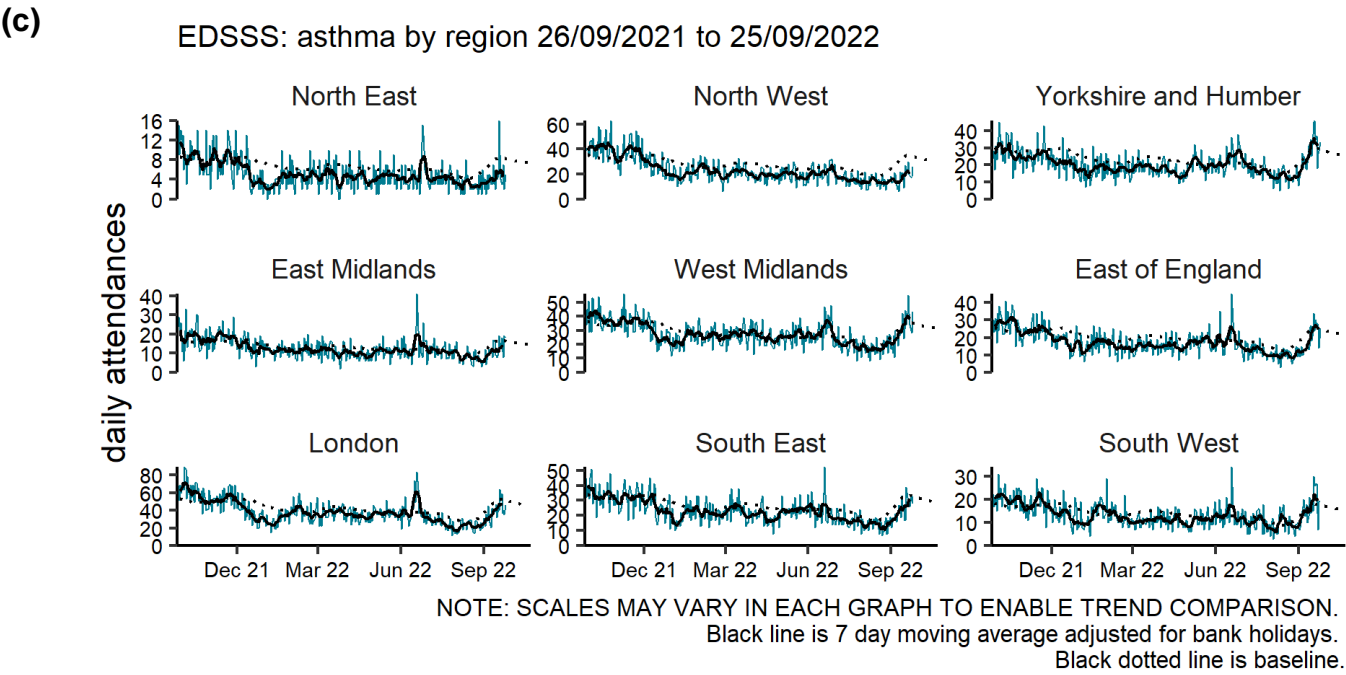 (c)
EDSSS: asthma by region 26/09/2021 to 25/09/2022
daily attendances
North East
16
12
8
4
0
North West
60
40
20
0
Yorkshire and Humber
40
30
20
10
0
East Midlands
40
30
20
10
0
West Midlands
50
40
30
20
10
0
East of England
40
30
20
10
0
London
80
60
40
20
0
Dec 21 Mar 22 Jun 22 Sep 22
South East
50
40
30
20
10
0
Dec 21 Mar 22 Jun 22 Sep 22
South West
30
20
10
0
Dec 21 Mar 22 Jun 22 Sep 22
NOTE: SCALES MAY VARY IN EACH GRAPH TO ENABLE TREND COMPARISON.
Black line is 7 day moving average adjusted for bank holidays.
Black dotted line is baseline.